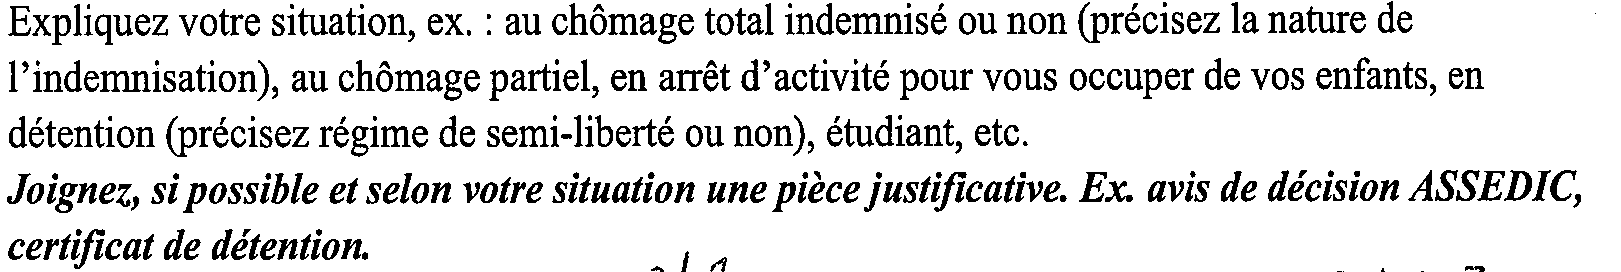 Expliquez votre situation, ex. : au chômage total indemnisé ou non (précisez la nature de
l'indemnisation), au chômage partiel, en arrêt d'activité pour vous occuper de vos enfants, en
détention (précisez régime de semi-liberté ou non), étudiant, etc.
Joignez, si possible et selon votre situation une pièce justificative. Ex. avis de décision ASSEDIC,
certificat de détention.